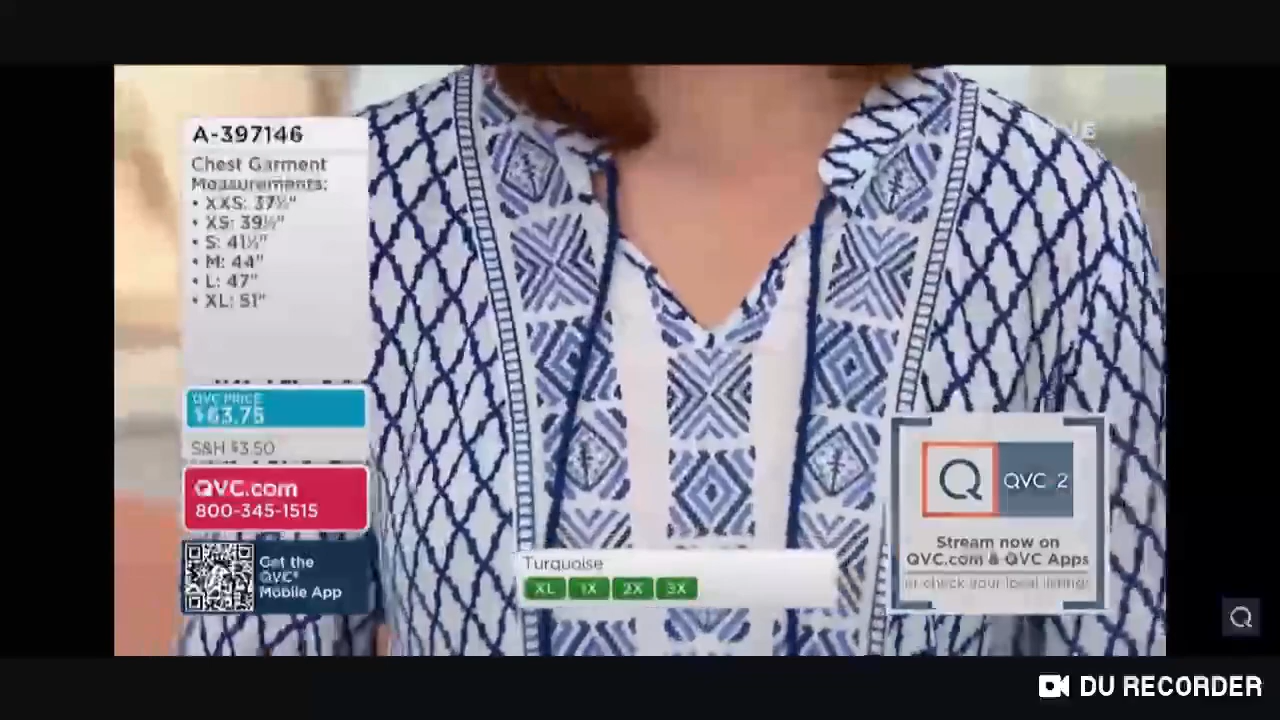 A-397146
Chest Garment
Measurements:
• XXS: 37½"
• XS: 39½"
• S: 41½"
• M: 44"
• L: 47"
• XL: 51"
QVC PRICE
$63.75
S&H $3.50
QVC.com
800-345-1515
Get the
QVC®
Mobile App
Turquoise
XL 1X 2X 3X
Q QVC 2
Stream now on
QVC.com & QVC Apps
or check your local listings
Q
DU RECORDER